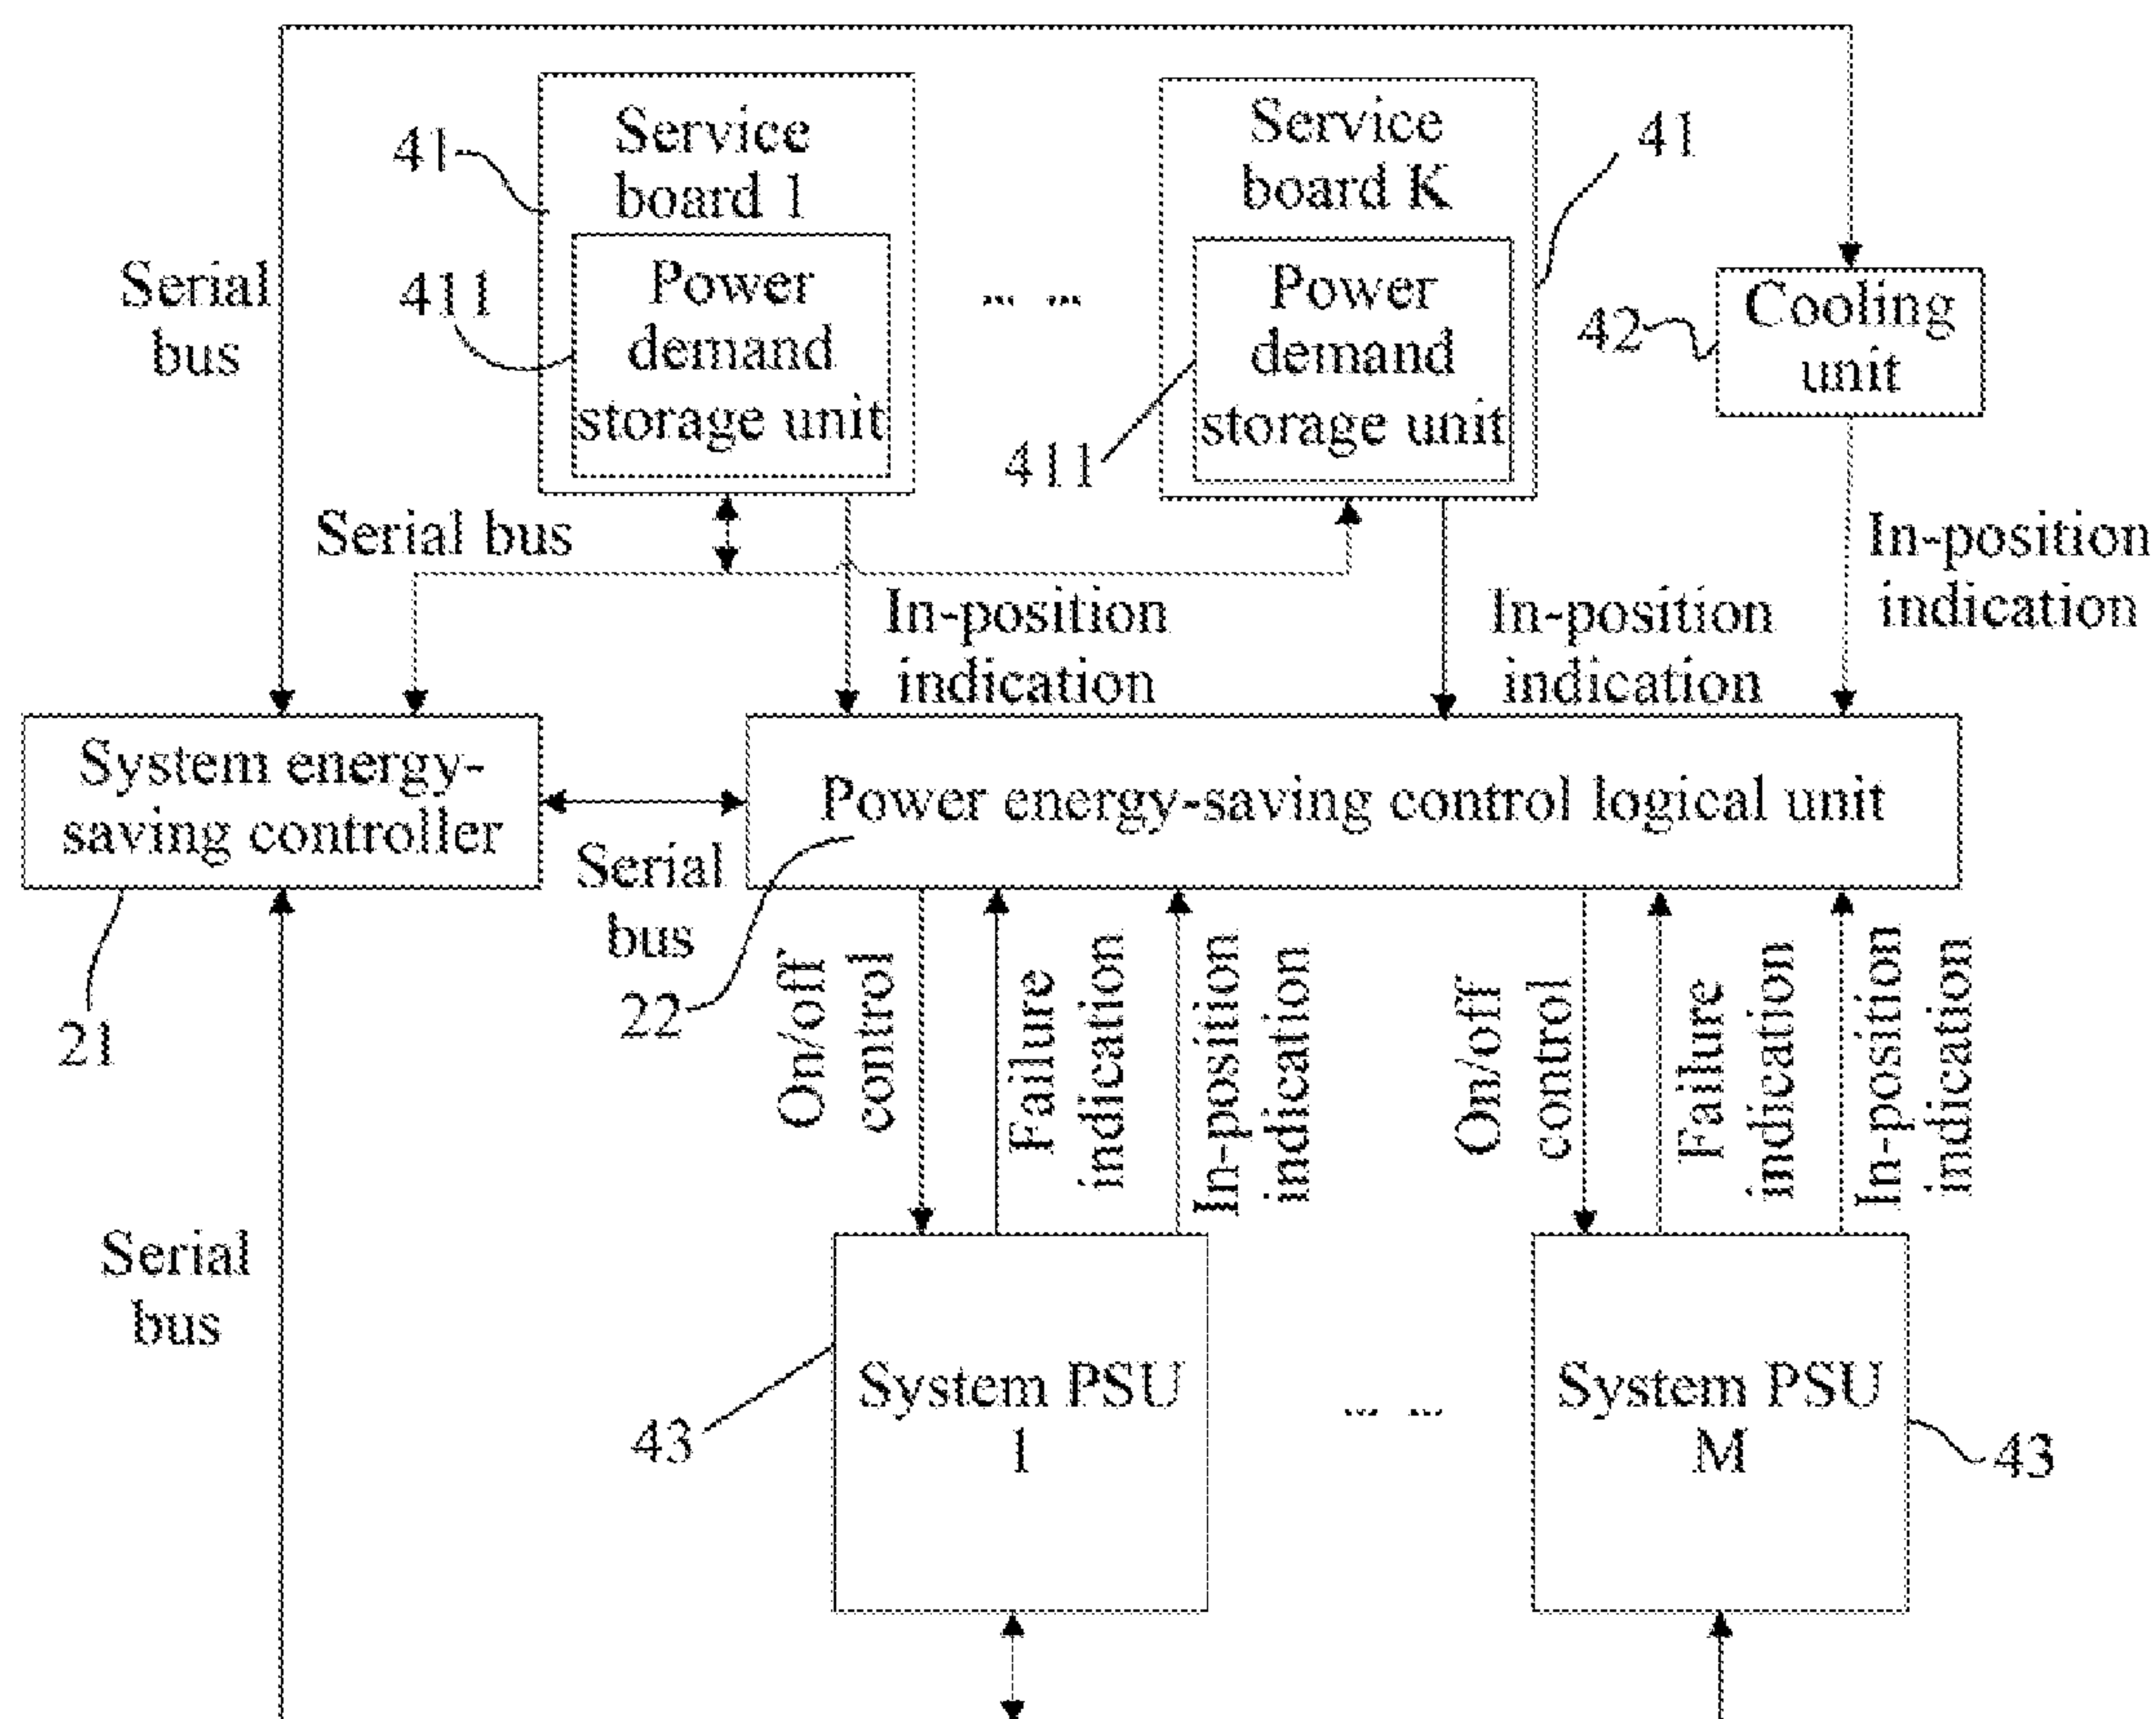 Service
board 1
41
Service
board K
41
Serial
bus
411
Power
demand
storage unit
... ...
Power
demand
storage unit
411
42
Cooling
unit
Serial bus
In-position
indication
In-position
indication
In-position
indication
System energy-
saving controller
Power energy-saving control logical unit
Serial
bus
21
22
On/off
control
Failure
indication
In-position
indication
On/off
control
Failure
indication
In-position
indication
Serial
bus
System PSU
1
43
... ...
System PSU
M
43